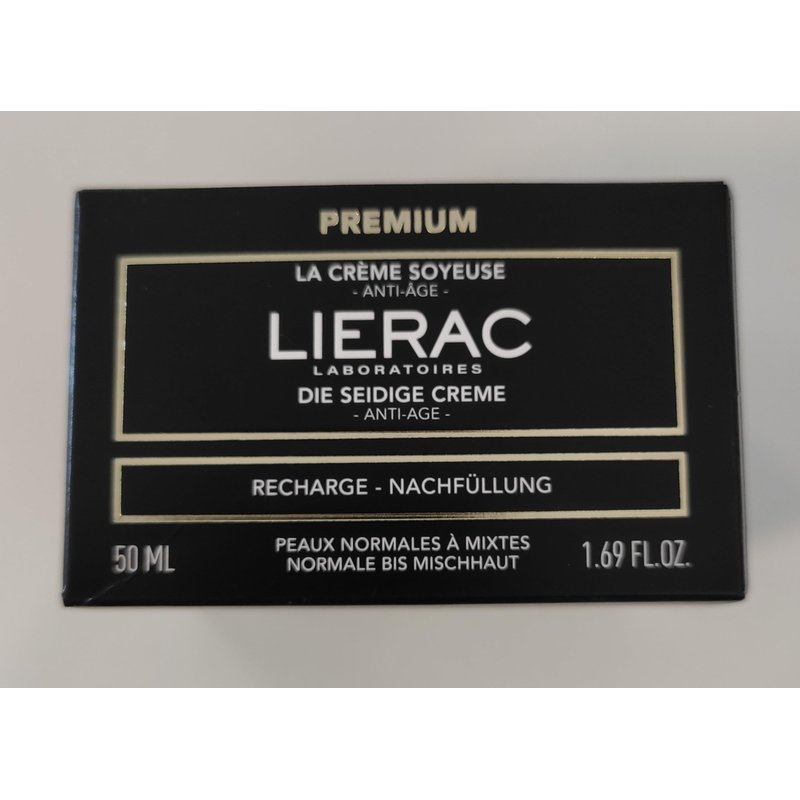 PREMIUM
LA CRÈME SOYEUSE
- ANTI-ÂGE -
LIERAC
LABORATOIRES
DIE SEIDIGE CREME
- ANTI-AGE -
RECHARGE - NACHFÜLLUNG
50 ML
PEAUX NORMALES À MIXTES
NORMALE BIS MISCHHAUT
1.69 FL.OZ.